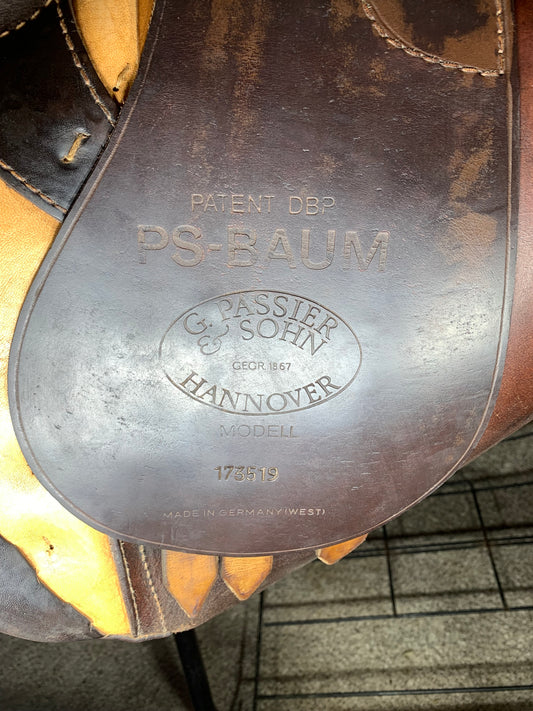 PATENT DBP
PS-BAUM
G. PASSIER
& SOHN
GEGR. 1867
HANNOVER
MODELL
173519
MADE IN GERMANY (WEST)